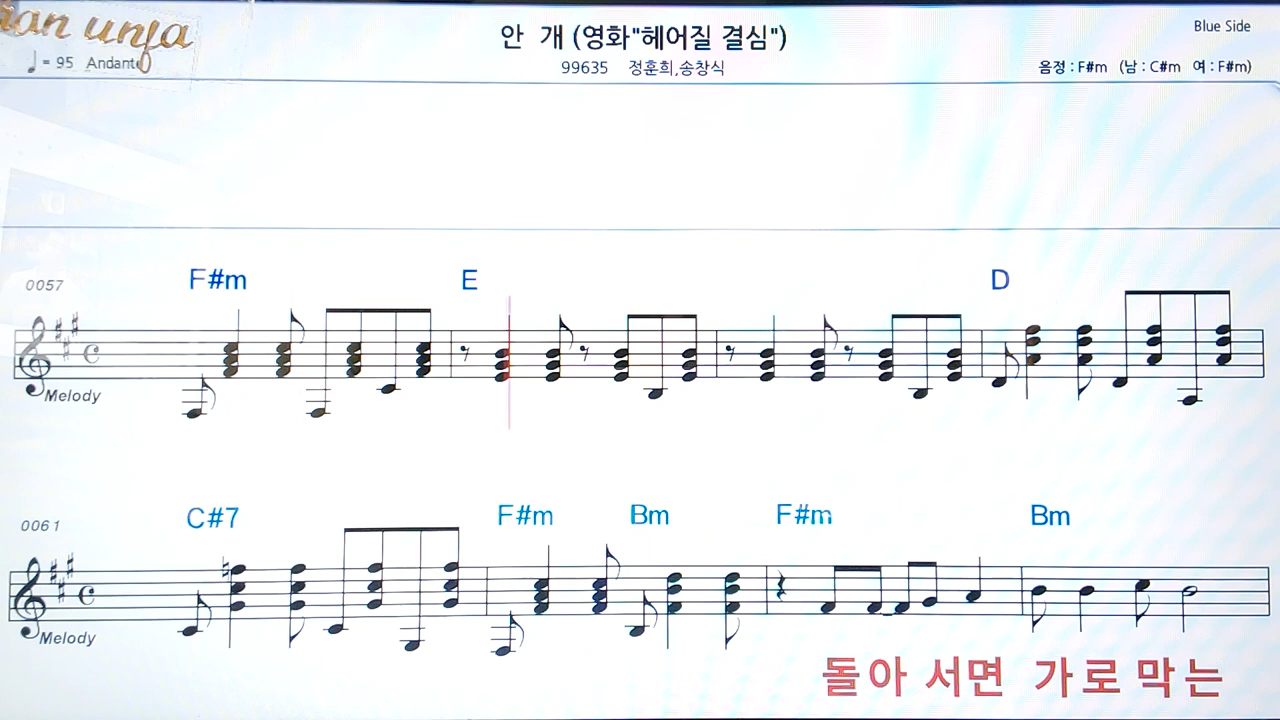 안 개 (영화"헤어질 결심")
Blue Side
♩ = 95 Andante
99635 정훈희,송창식
음정 : F#m (남 : C#m 여 : F#m)
0057 F#m E D
Melody
0061 C#7 F#m Bm F#m Bm
Melody
돌아 서면 가로막는